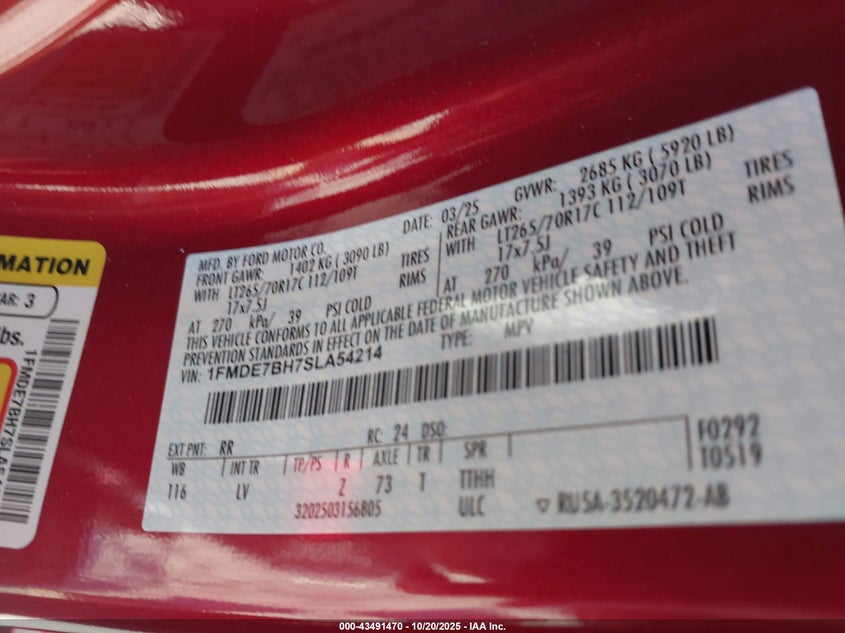 MATION
AR: 3
lbs.
1FMDE7BH7SLA54
MFD. BY FORD MOTOR CO.
DATE: 03/25 GVWR: 2685 KG ( 5920 LB)
FRONT GAWR: 1402 KG ( 3090 LB)
WITH LT265/70R17C 112/109T TIRES
17x7.5J RIMS
AT 270 kPa/ 39 PSI COLD
REAR GAWR: 1393 KG ( 3070 LB)
WITH LT265/70R17C 112/109T TIRES
17x7.5J RIMS
AT 270 kPa/ 39 PSI COLD
THIS VEHICLE CONFORMS TO ALL APPLICABLE FEDERAL MOTOR VEHICLE SAFETY AND THEFT
PREVENTION STANDARDS IN EFFECT ON THE DATE OF MANUFACTURE SHOWN ABOVE.
VIN: 1FMDE7BH7SLA54214 TYPE: MPV
EXT PNT: RR RC: 24 DSO: F0292
WB INT TR TP/PS R AXLE TR SPR T0519
116 LV Z 73 T TTHH
3202503156805 ULC RU5A-3520472-AB
000-43491470 - 10/20/2025 - IAA Inc.